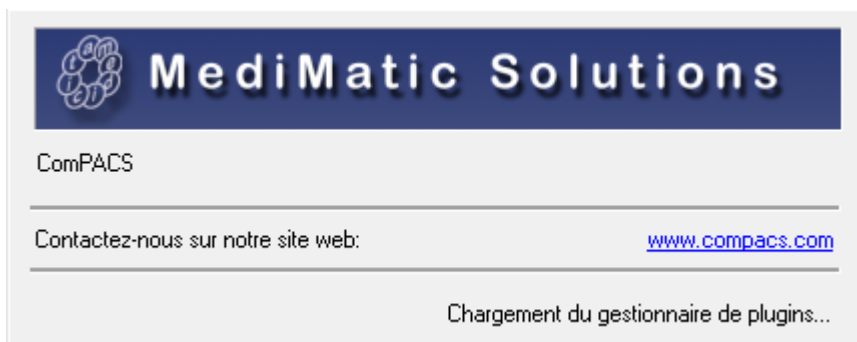 MediMatic Solutions
ComPACS
Contactez-nous sur notre site web: www.compacs.com
Chargement du gestionnaire de plugins...